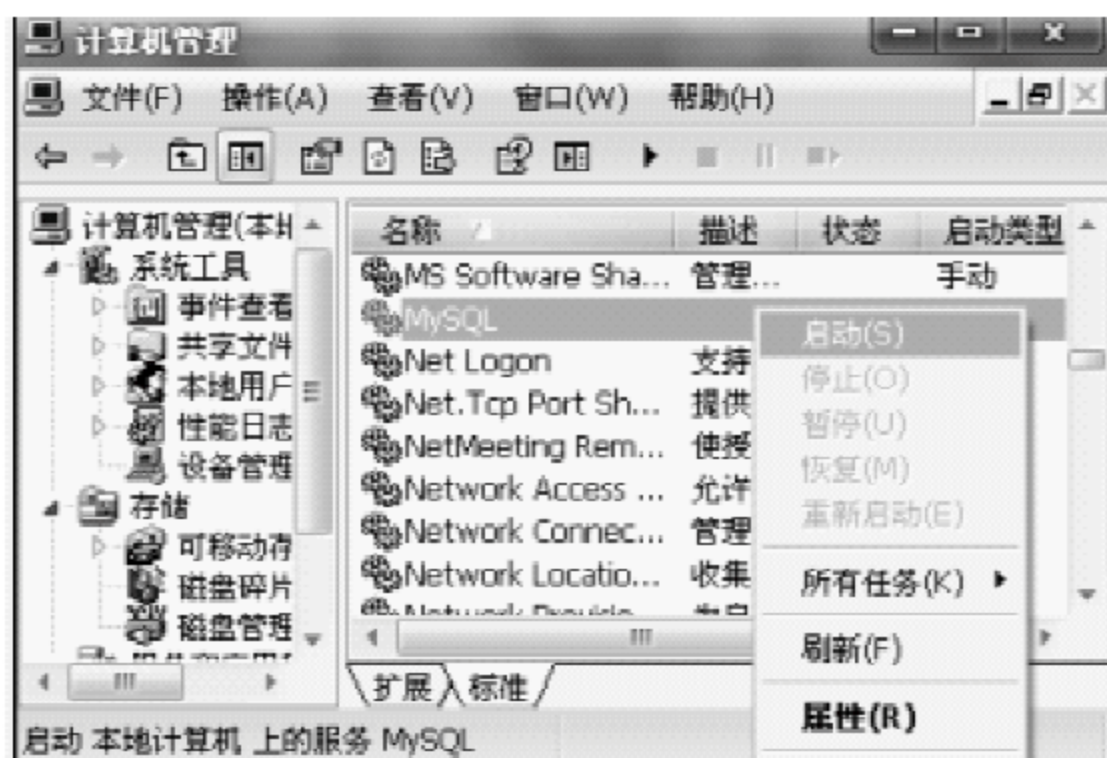 计算机管理
文件(F) 操作(A) 查看(V) 窗口(W) 帮助(H)
计算机管理(本
系统工具
事件查看
共享文件
本地用户
性能日志
设备管理
存储
可移动存
磁盘碎片
磁盘管理
名称 描述 状态 启动类型
MS Software Sha... 管理... 手动
MySQL
Net Logon 支持
Net.Tcp Port Sh... 提供
NetMeeting Rem... 使授
Network Access ... 允许
Network Connec... 管理
Network Locatio... 收集
启动(S)
停止(O)
暂停(U)
恢复(M)
重新启动(E)
所有任务(K)
刷新(F)
属性(R)
扩展 标准
启动 本地计算机 上的服务 MySQL